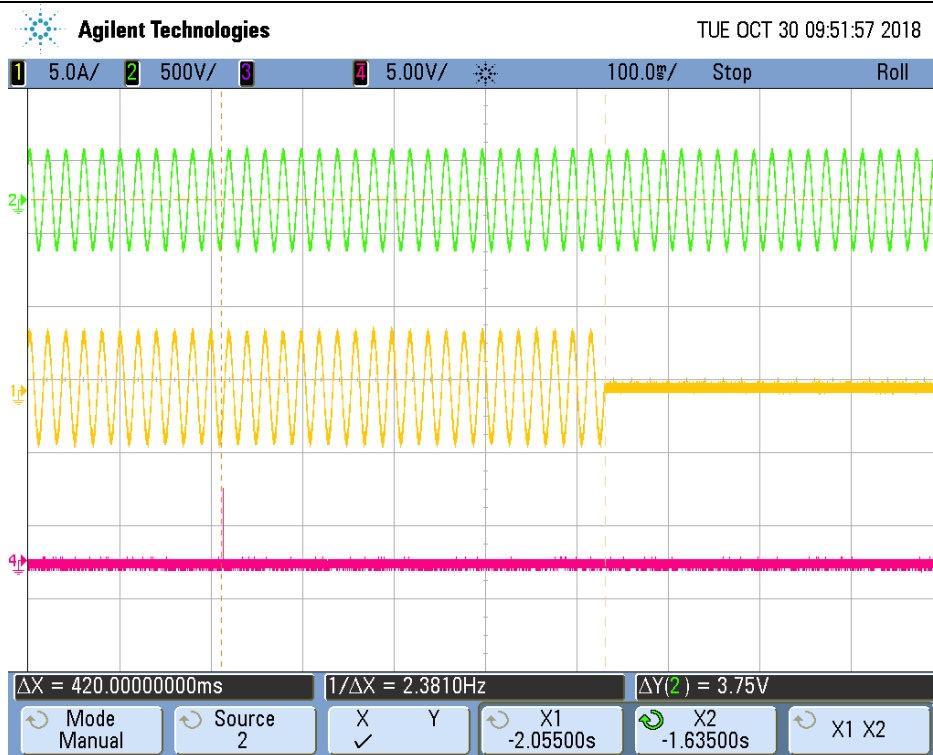 Agilent Technologies TUE OCT 30 09:51:57 2018
1 5.0A/ 2 500V/ 3 4 5.00V/ 100.0ms/ Stop Roll
2
1
4
ΔX = 420.00000000ms 1/ΔX = 2.3810Hz ΔY(2) = 3.75V
Mode Source X Y X1 X2 X1 X2
Manual 2 ✓ -2.05500s -1.63500s